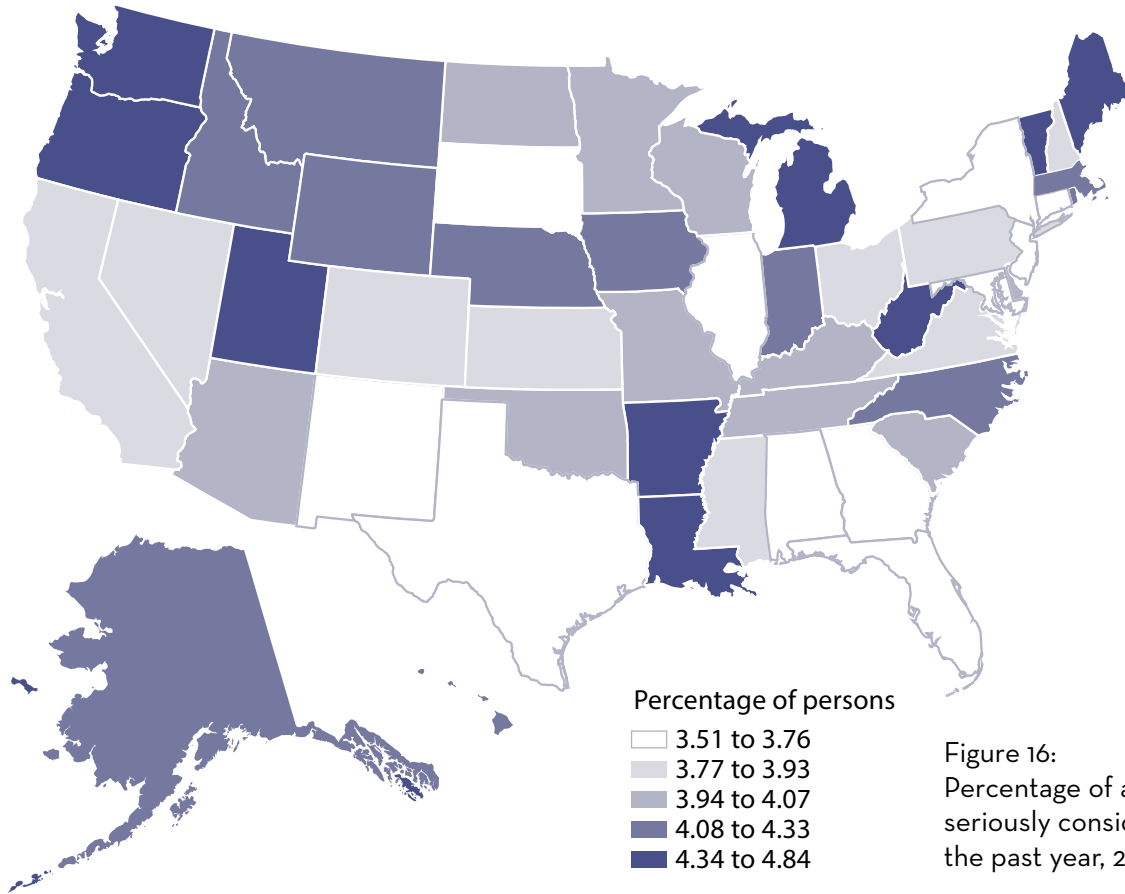 Percentage of persons
3.51 to 3.76
3.77 to 3.93
3.94 to 4.07
4.08 to 4.33
4.34 to 4.84
Figure 16:
Percentage of a
seriously consi
the past year, 2